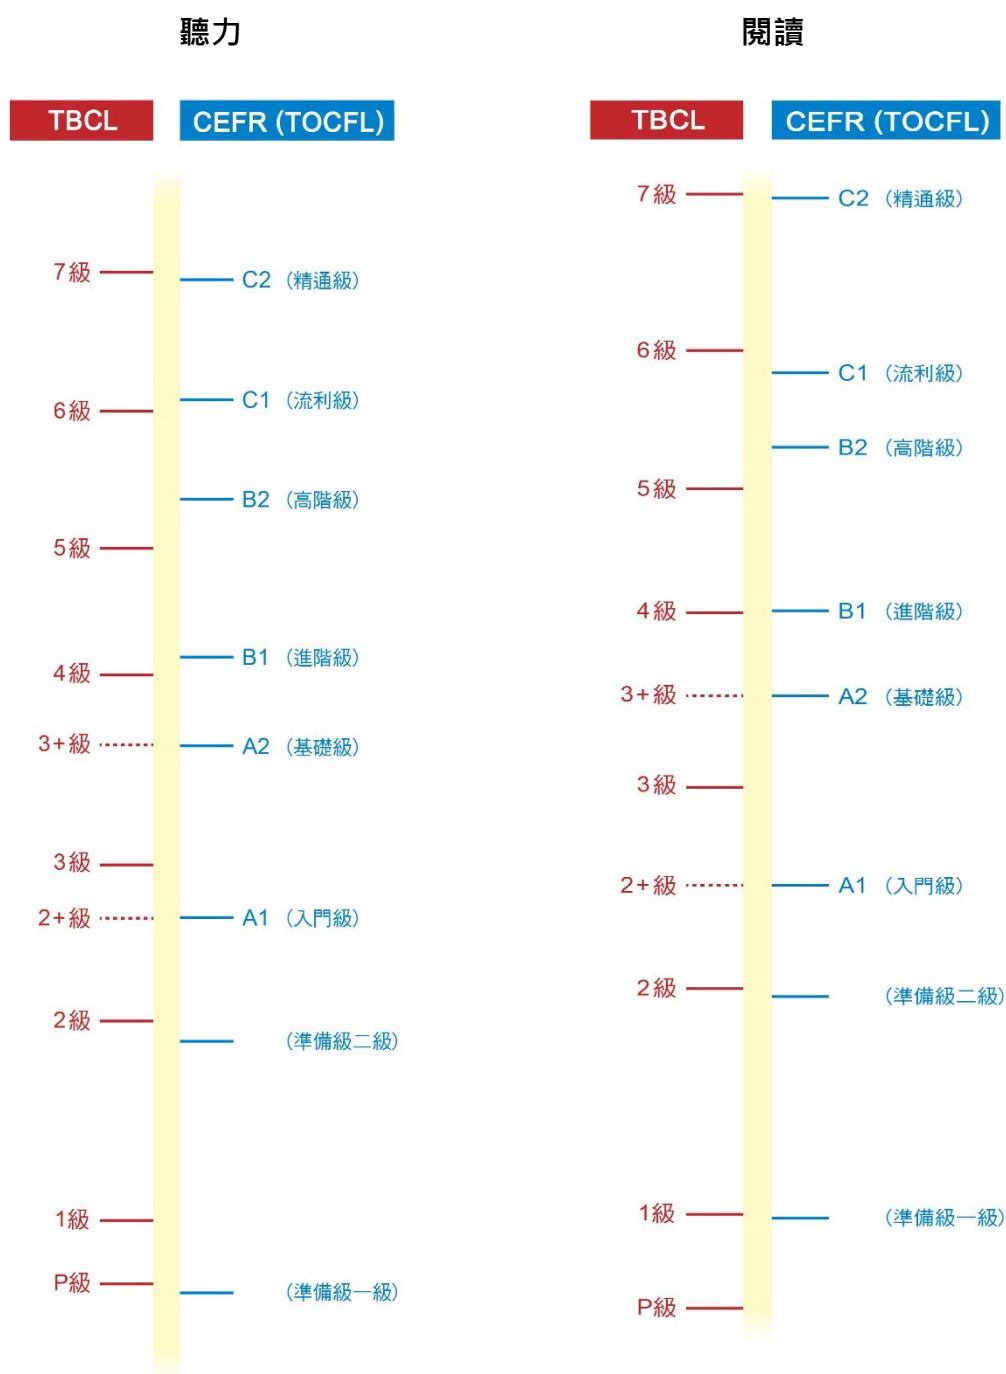 聽力
TBCL CEFR (TOCFL)
7級 C2 （精通級）
C1 （流利級）
6級
B2 （高階級）
5級
B1 （進階級）
4級
3+級 A2 （基礎級）
3級
2+級 A1 （入門級）
2級
（準備級二級）
1級
P級
（準備級一級）
閱讀
TBCL CEFR (TOCFL)
7級 C2 （精通級）
6級
C1 （流利級）
B2 （高階級）
5級
4級 B1 （進階級）
3+級 A2 （基礎級）
3級
2+級 A1 （入門級）
2級 （準備級二級）
1級 （準備級一級）
P級